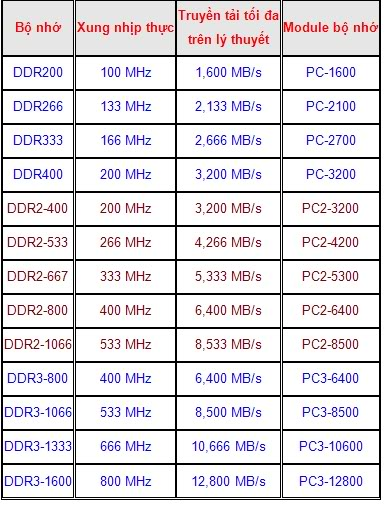 Bộ nhớ Xung nhịp thực Truyền tải tối đa trên lý thuyết Module bộ nhớ
DDR200 100 MHz 1,600 MB/s PC-1600
DDR266 133 MHz 2,133 MB/s PC-2100
DDR333 166 MHz 2,666 MB/s PC-2700
DDR400 200 MHz 3,200 MB/s PC-3200
DDR2-400 200 MHz 3,200 MB/s PC2-3200
DDR2-533 266 MHz 4,266 MB/s PC2-4200
DDR2-667 333 MHz 5,333 MB/s PC2-5300
DDR2-800 400 MHz 6,400 MB/s PC2-6400
DDR2-1066 533 MHz 8,533 MB/s PC2-8500
DDR3-800 400 MHz 6,400 MB/s PC3-6400
DDR3-1066 533 MHz 8,500 MB/s PC3-8500
DDR3-1333 666 MHz 10,666 MB/s PC3-10600
DDR3-1600 800 MHz 12,800 MB/s PC3-12800